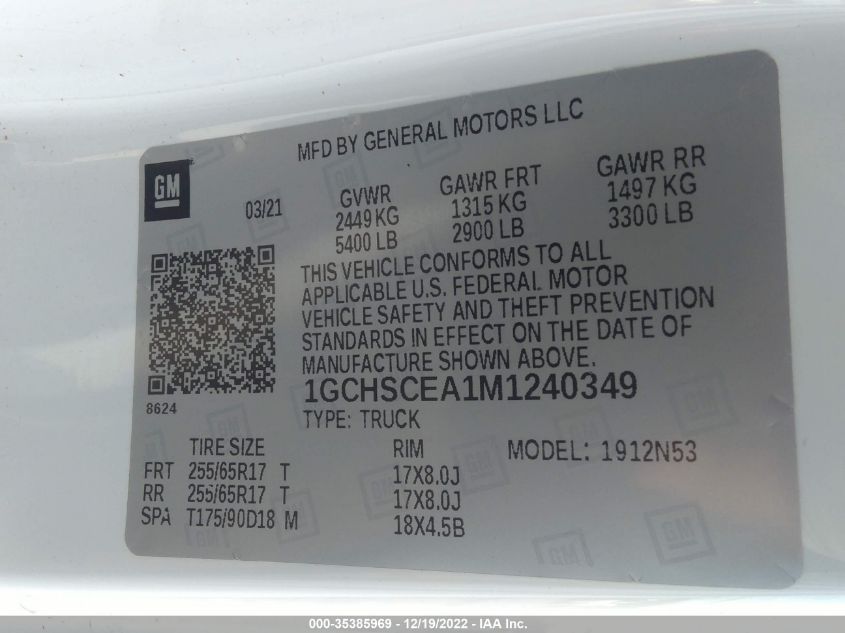 MFD BY GENERAL MOTORS LLC
GM
03/21 GVWR GAWR FRT GAWR RR
2449 KG 1315 KG 1497 KG
5400 LB 2900 LB 3300 LB
THIS VEHICLE CONFORMS TO ALL
APPLICABLE U.S. FEDERAL MOTOR
VEHICLE SAFETY AND THEFT PREVENTION
STANDARDS IN EFFECT ON THE DATE OF
MANUFACTURE SHOWN ABOVE.
8624
1GCHSCEA1M1240349
TYPE: TRUCK
TIRE SIZE RIM MODEL: 1912N53
FRT 255/65R17 T 17X8.0J
RR 255/65R17 T 17X8.0J
SPA T175/90D18 M 18X4.5B
GM
GM
GM
000-35385969 • 12/19/2022 - IAA Inc.